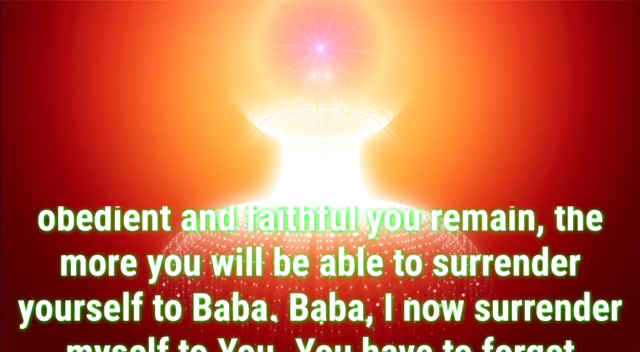 obedient and faithful you remain, the
more you will be able to surrender
yourself to Baba. Baba, I now surrender
myself to You. You have to forget